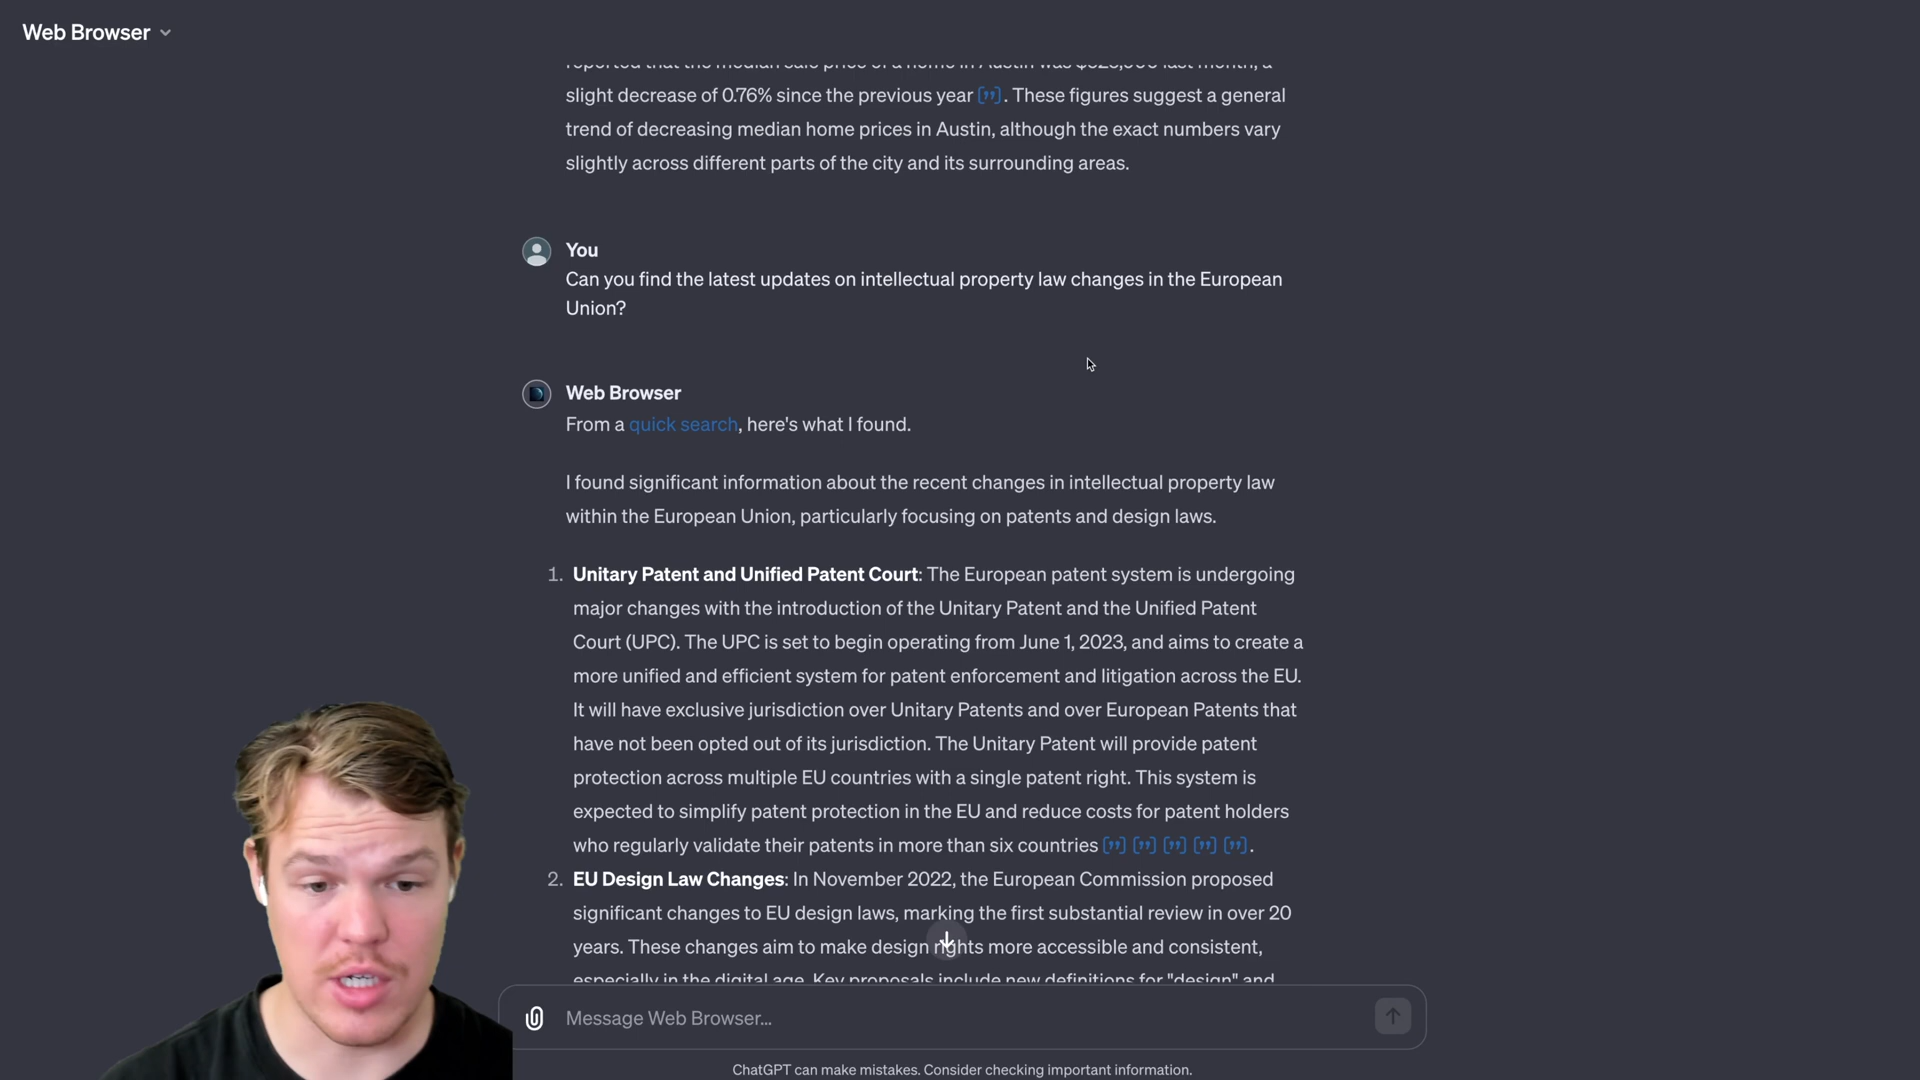 Web Browser
reported that the median sale price of a home in Austin was last month, a
slight decrease of 0.76% since the previous year ["]. These figures suggest a general
trend of decreasing median home prices in Austin, although the exact numbers vary
slightly across different parts of the city and its surrounding areas.
You
Can you find the latest updates on intellectual property law changes in the European
Union?
Web Browser
From a quick search, here's what I found.
I found significant information about the recent changes in intellectual property law
within the European Union, particularly focusing on patents and design laws.
1. Unitary Patent and Unified Patent Court: The European patent system is undergoing
major changes with the introduction of the Unitary Patent and the Unified Patent
Court (UPC). The UPC is set to begin operating from June 1, 2023, and aims to create a
more unified and efficient system for patent enforcement and litigation across the EU.
It will have exclusive jurisdiction over Unitary Patents and over European Patents that
have not been opted out of its jurisdiction. The Unitary Patent will provide patent
protection across multiple EU countries with a single patent right. This system is
expected to simplify patent protection in the EU and reduce costs for patent holders
who regularly validate their patents in more than six countries ["] ["] ["] ["] ["].
2. EU Design Law Changes: In November 2022, the European Commission proposed
significant changes to EU design laws, marking the first substantial review in over 20
years. These changes aim to make design rights more accessible and consistent,
especially in the digital age. Key proposals include new definitions for "design" and
Message Web Browser...
ChatGPT can make mistakes. Consider checking important information.